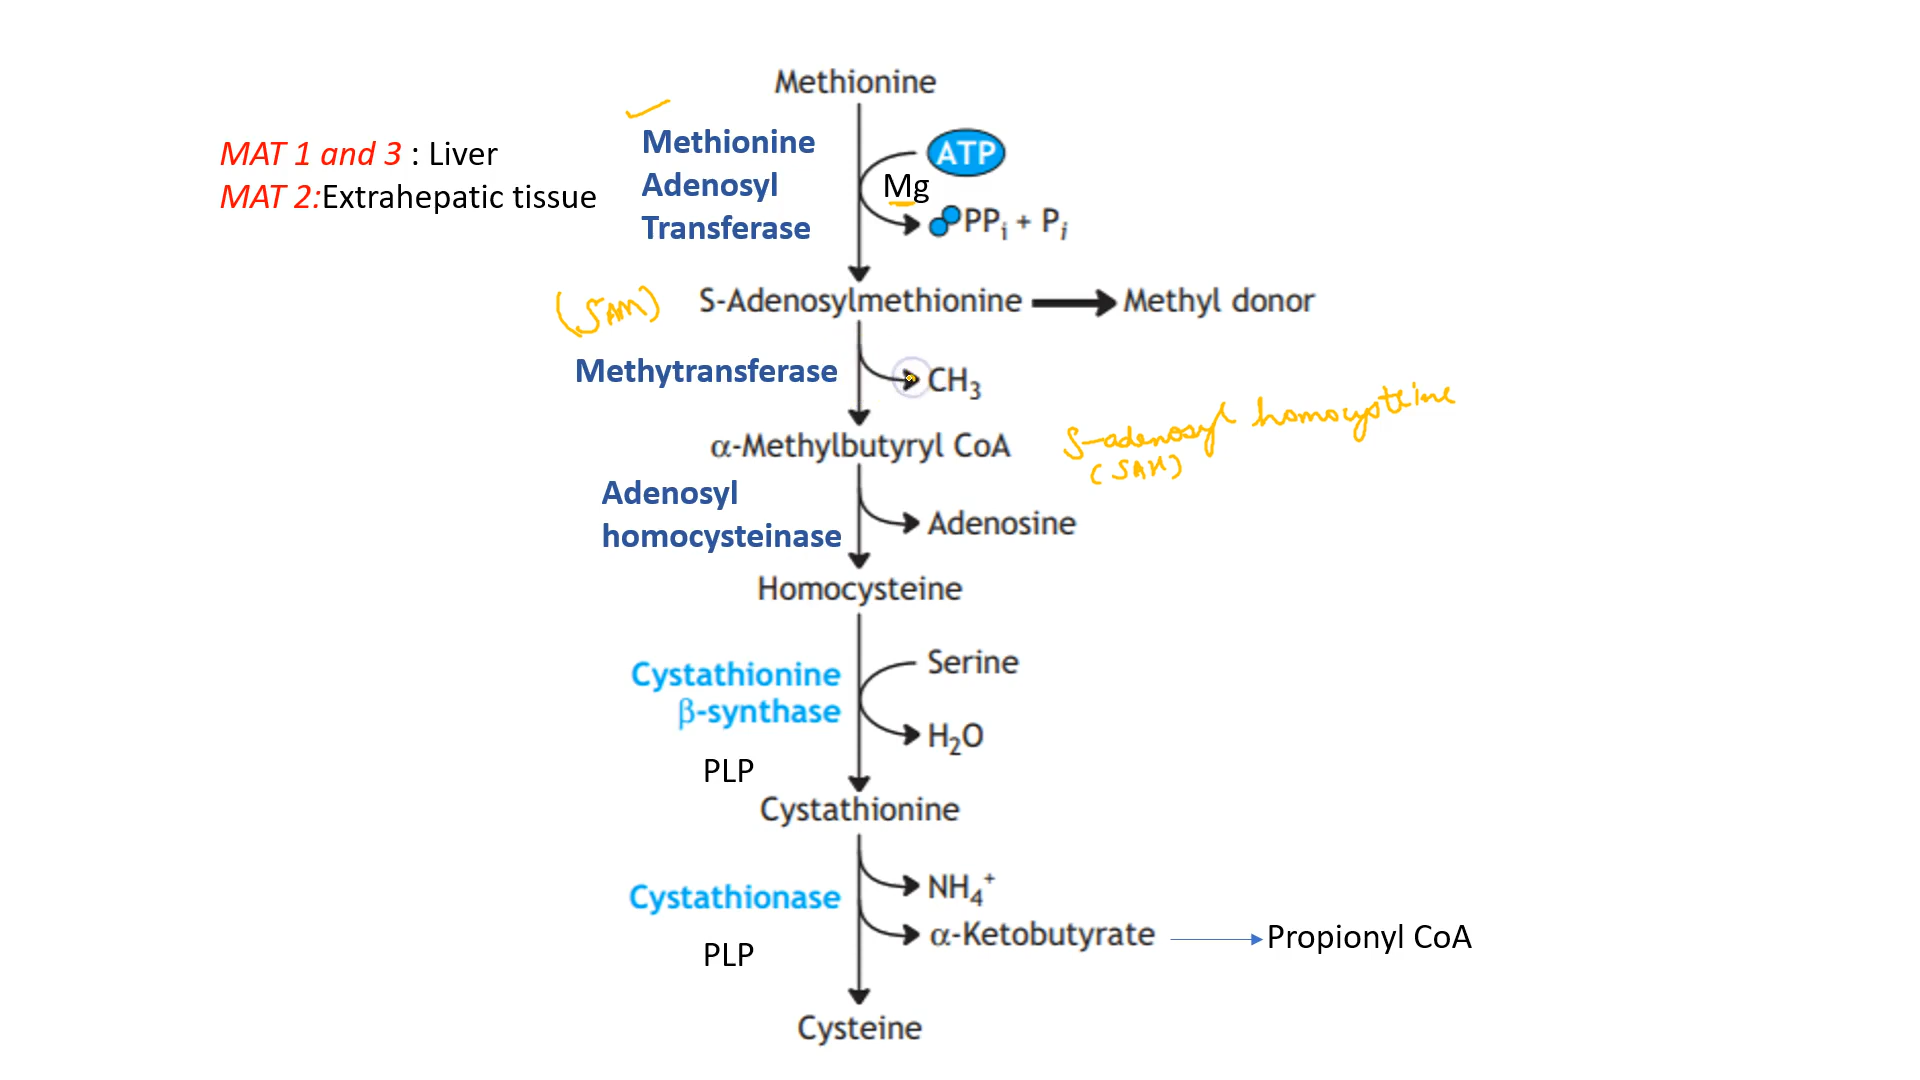 Methionine
MAT 1 and 3 : Liver
MAT 2:Extrahepatic tissue
Methionine
Adenosyl
Transferase
ATP
Mg
PPi + Pi
(SAM)
S-Adenosylmethionine
Methyl donor
Methytransferase
CH3
α-Methylbutyryl CoA
S-adenosyl homocysteine
(SAH)
Adenosyl
homocysteinase
Adenosine
Homocysteine
Cystathionine
β-synthase
Serine
H2O
PLP
Cystathionine
Cystathionase
NH4+
α-Ketobutyrate
Propionyl CoA
PLP
Cysteine